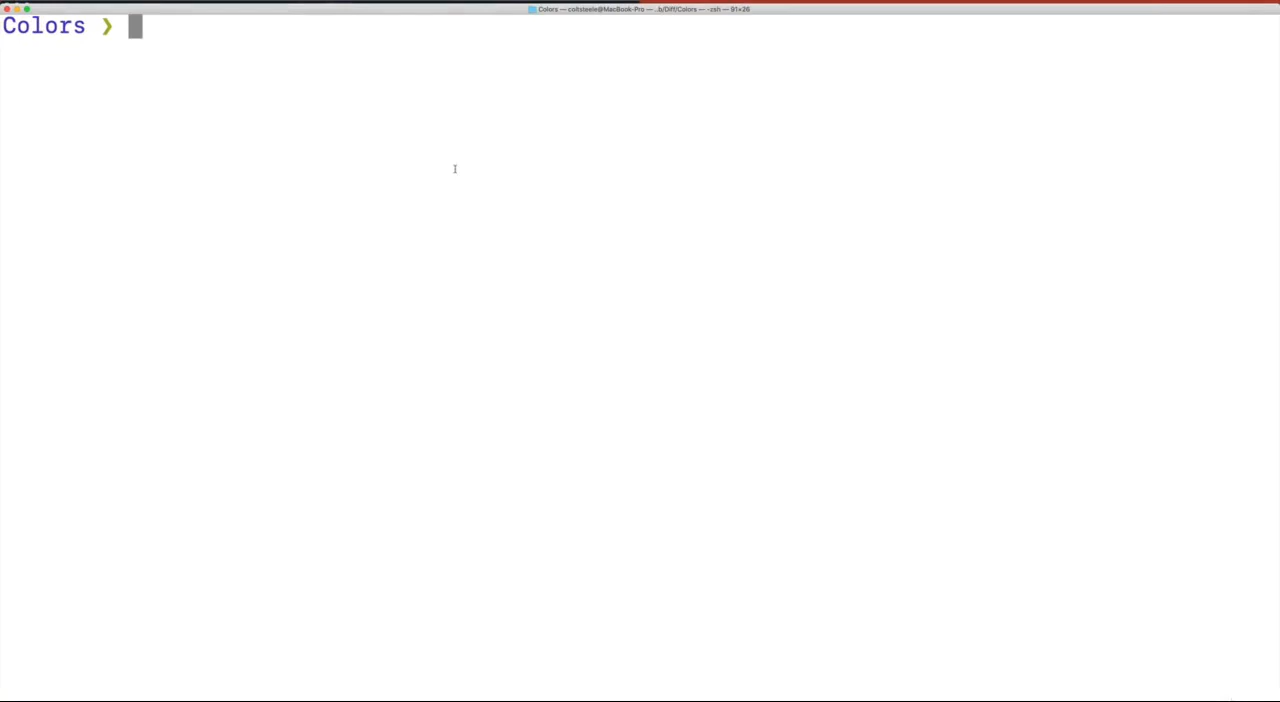 Colors — coltsteele@MacBook-Pro — ..b/Diff/Colors — -zsh — 91×26
Colors ❯